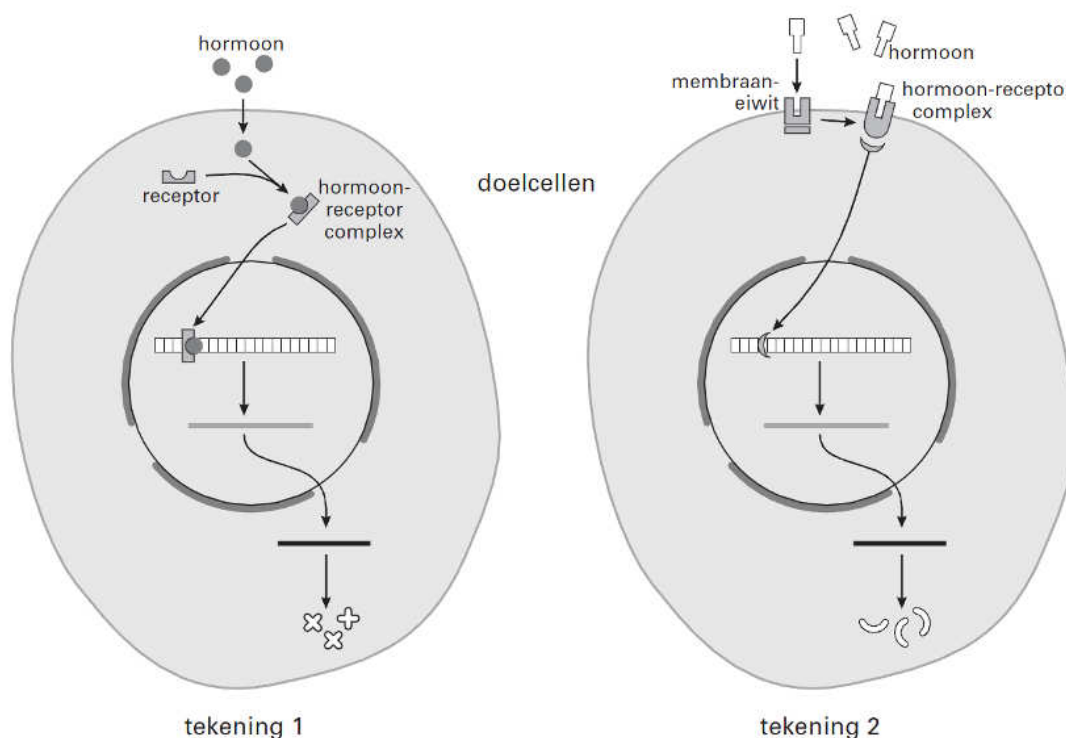 hormoon
receptor
hormoon-
receptor
complex
doelcellen
hormoon
membraan-
eiwit
hormoon-recepto
complex
tekening 1
tekening 2